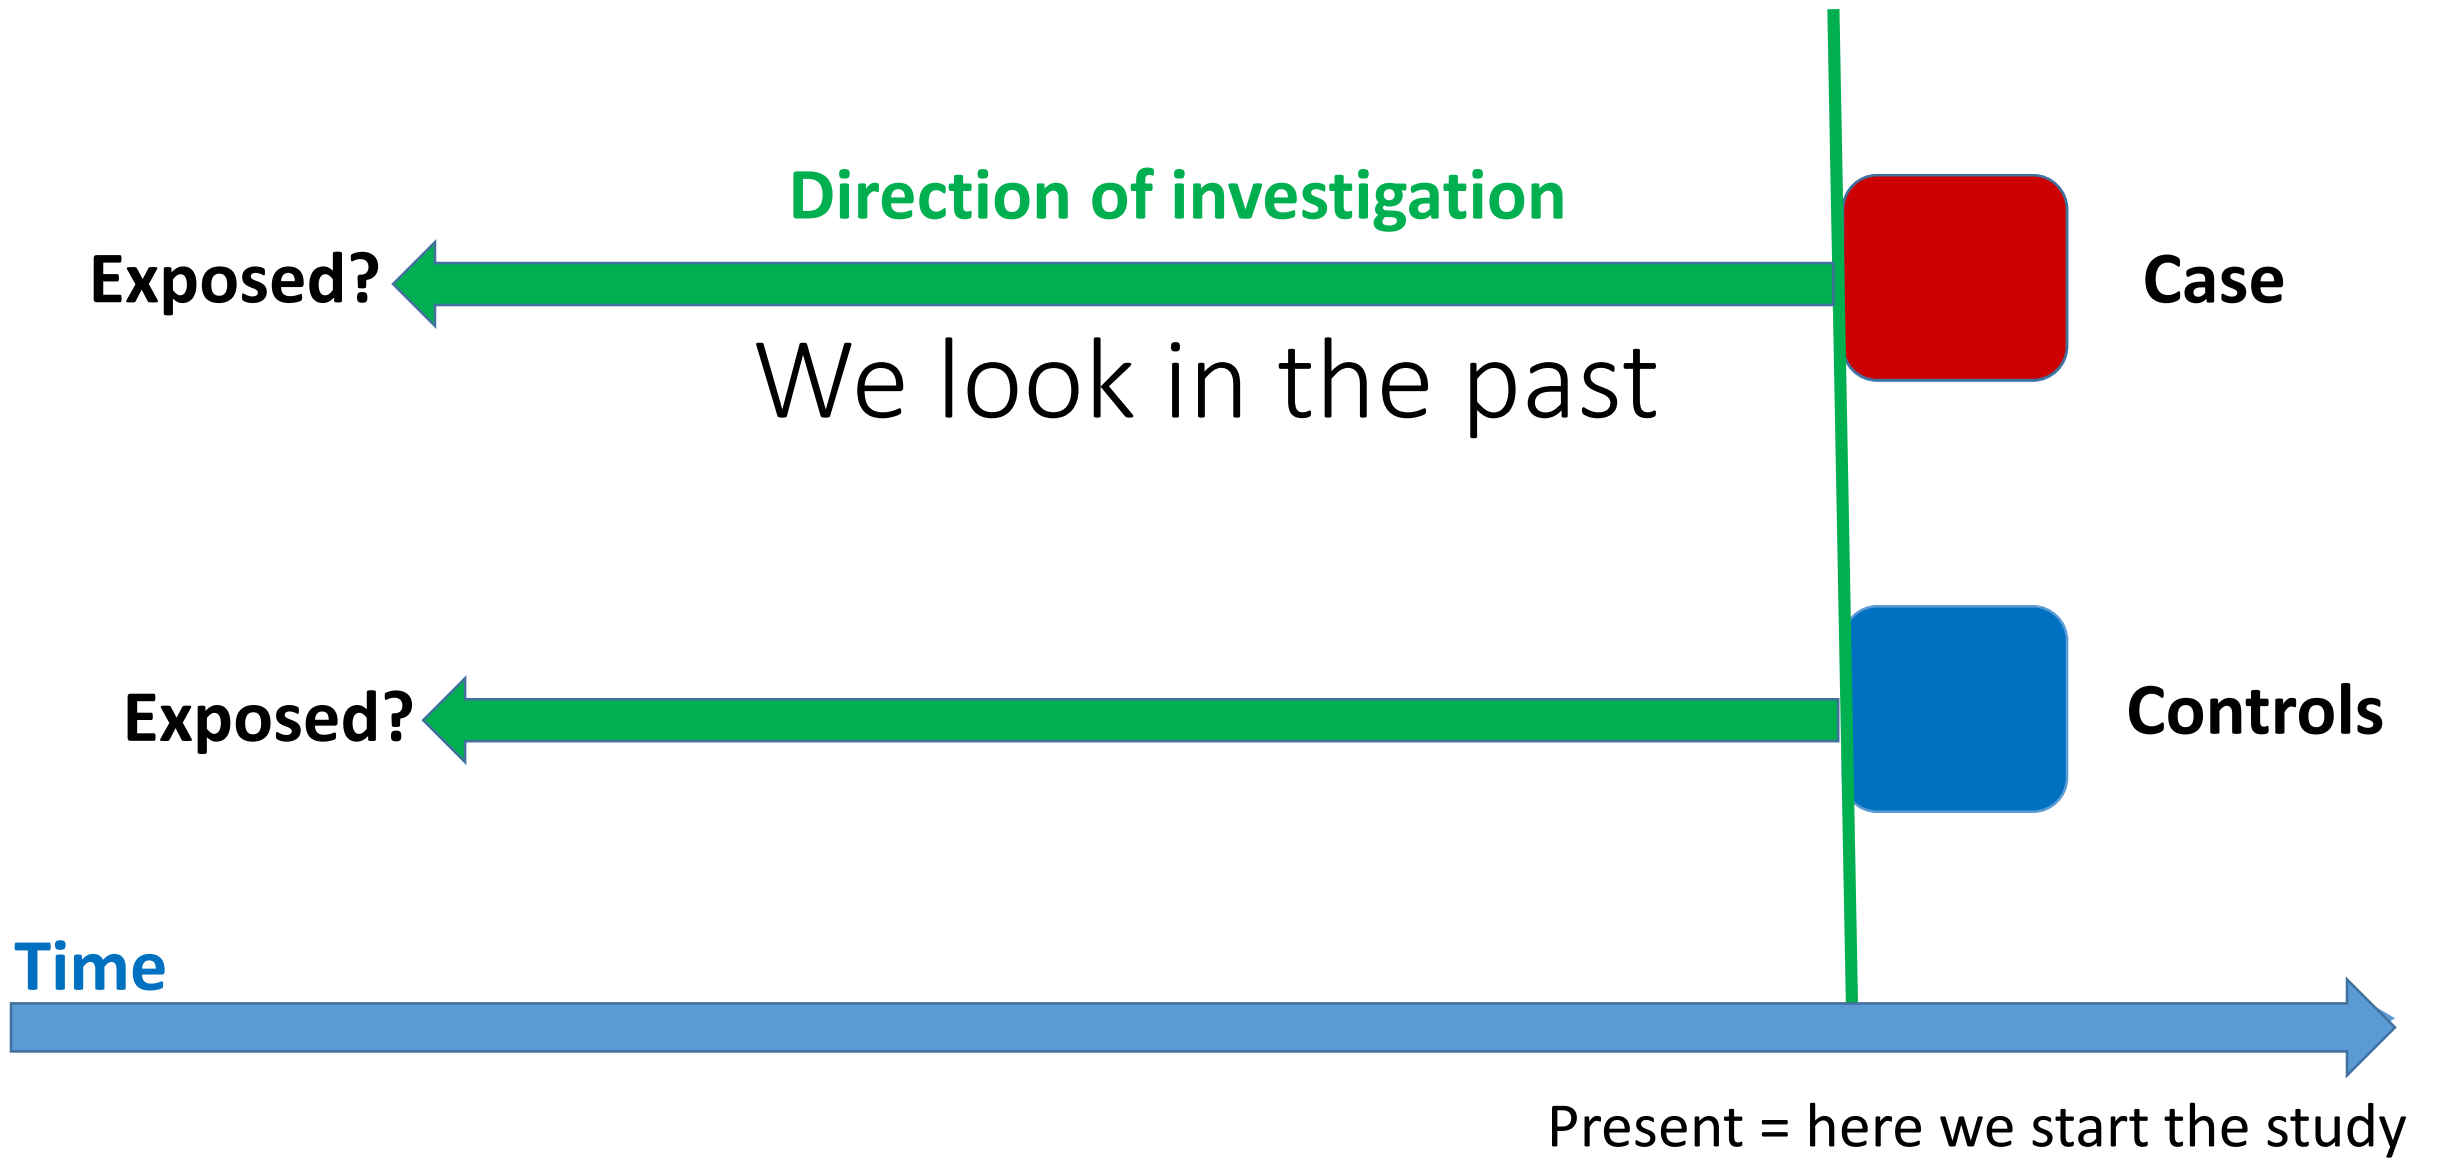 Direction of investigation
Exposed?
Case
We look in the past
Exposed?
Controls
Time
Present = here we start the study